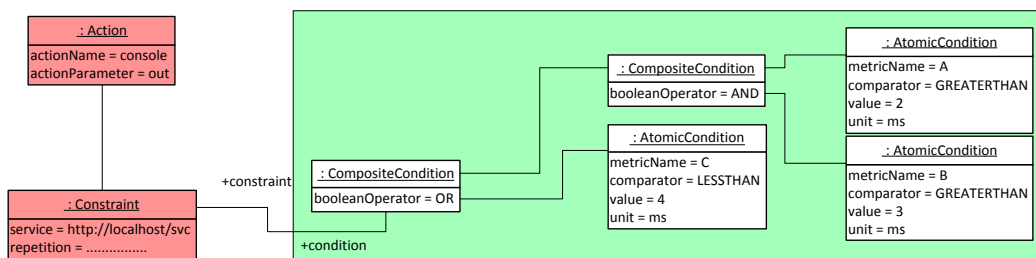 : Action
actionName = console
actionParameter = out
: Constraint
service = http://localhost/svc
repetition = ................
+constraint
+condition
: CompositeCondition
booleanOperator = OR
: CompositeCondition
booleanOperator = AND
: AtomicCondition
metricName = C
comparator = LESSTHAN
value = 4
unit = ms
: AtomicCondition
metricName = A
comparator = GREATERTHAN
value = 2
unit = ms
: AtomicCondition
metricName = B
comparator = GREATERTHAN
value = 3
unit = ms